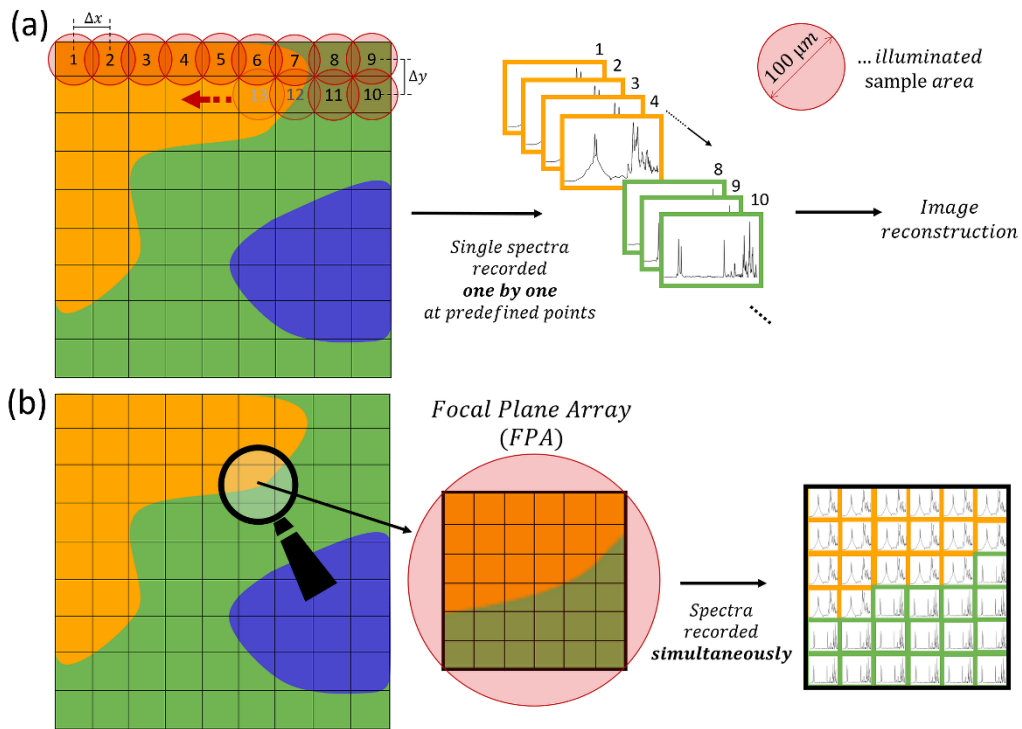 (a)
Δx
1 2 3 4 5 6 7 8 9
Δy
13 12 11 10
1
2
3
4
8
9
10
100 μm
...illuminated
sample area
Single spectra
recorded
one by one
at predefined points
Image
reconstruction
(b)
Focal Plane Array
(FPA)
Spectra
recorded
simultaneously